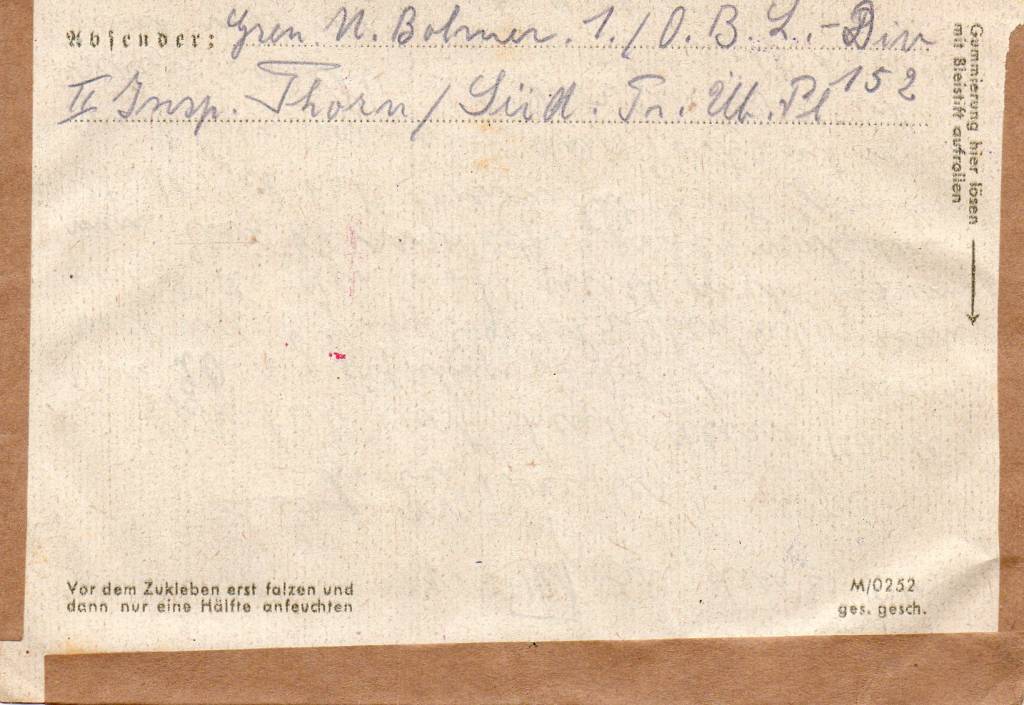 Absender: Gren. N. Bohmer. 1./O. B. L.-Div
II Insp. Thorn / Süd. Tr. Üb. Pl 152
Gummierung hier lösen
mit Bleistift aufrollen
Vor dem Zukleben erst falzen und
dann nur eine Hälfte anfeuchten
M/0252
ges. gesch.